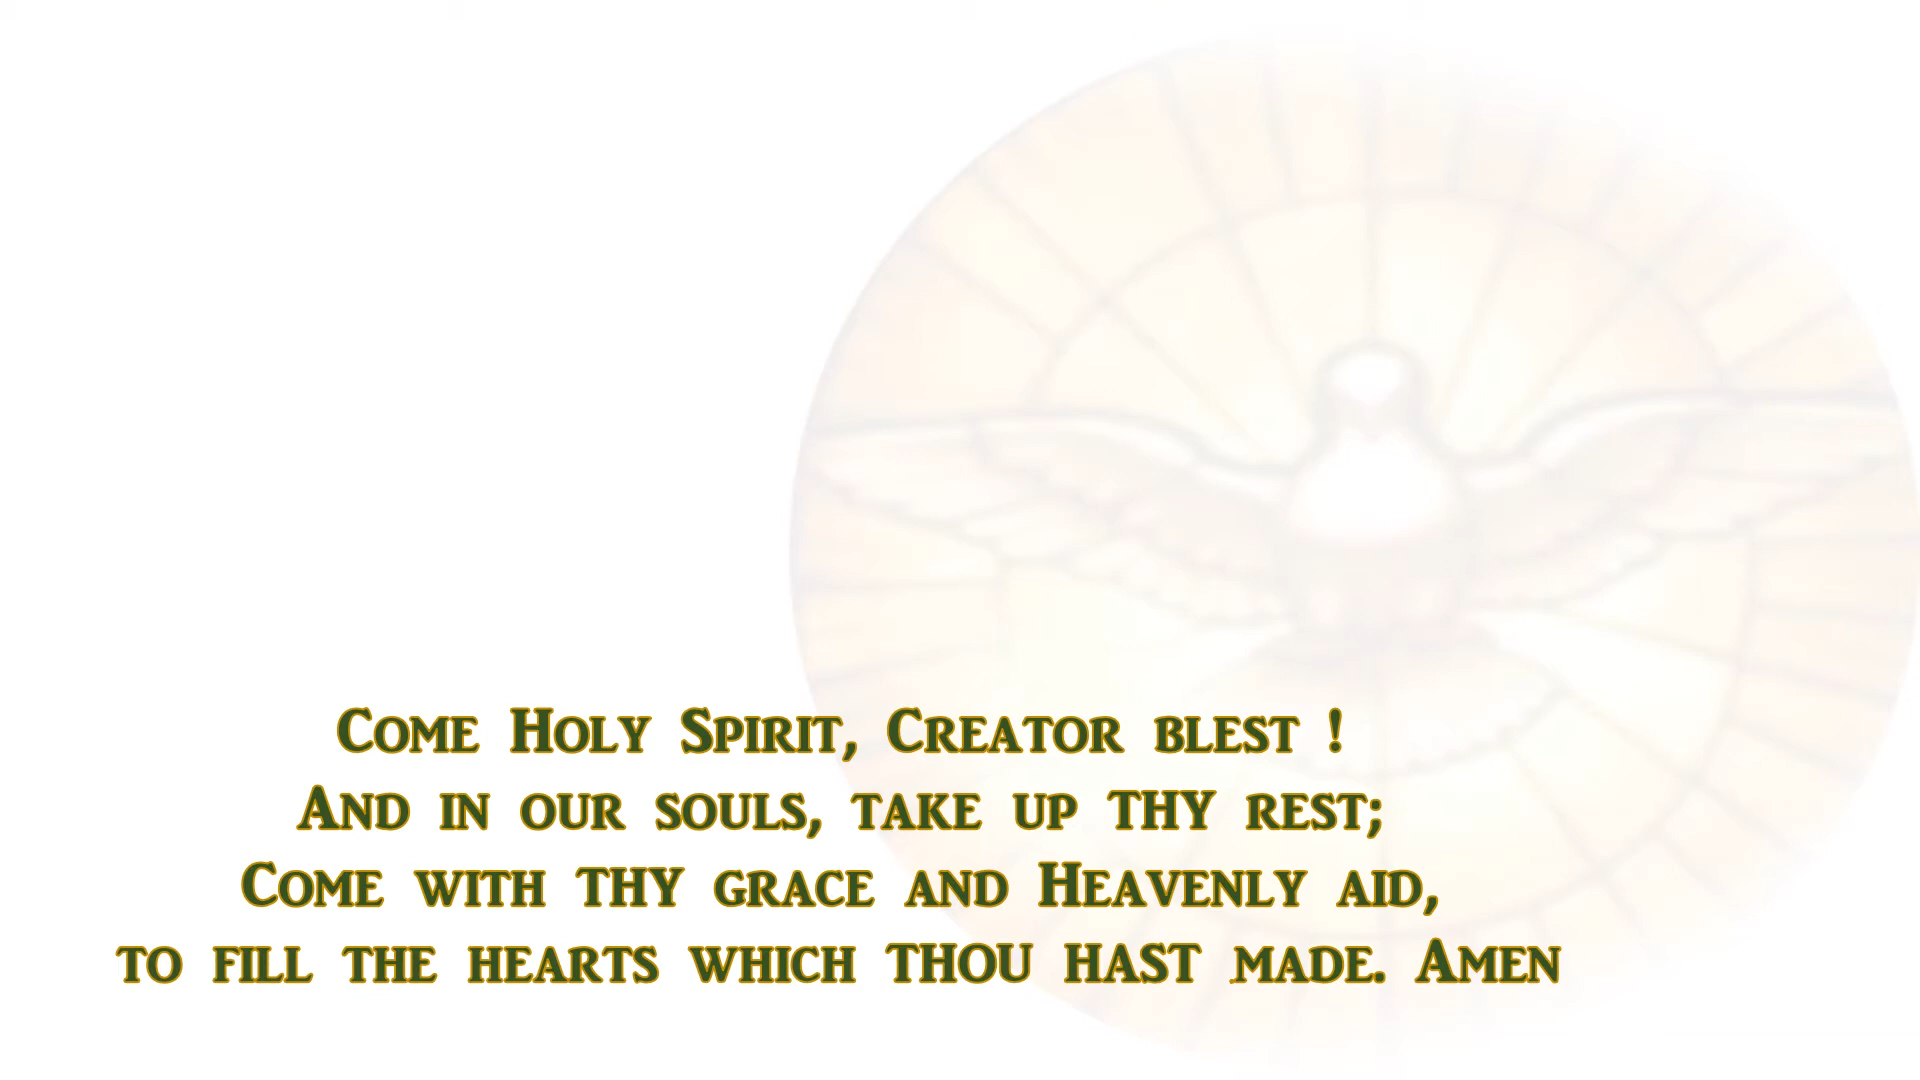 Come Holy Spirit, Creator blest !
And in our souls, take up THY rest;
Come with THY grace and Heavenly aid,
to fill the hearts which THOU HAST made. Amen